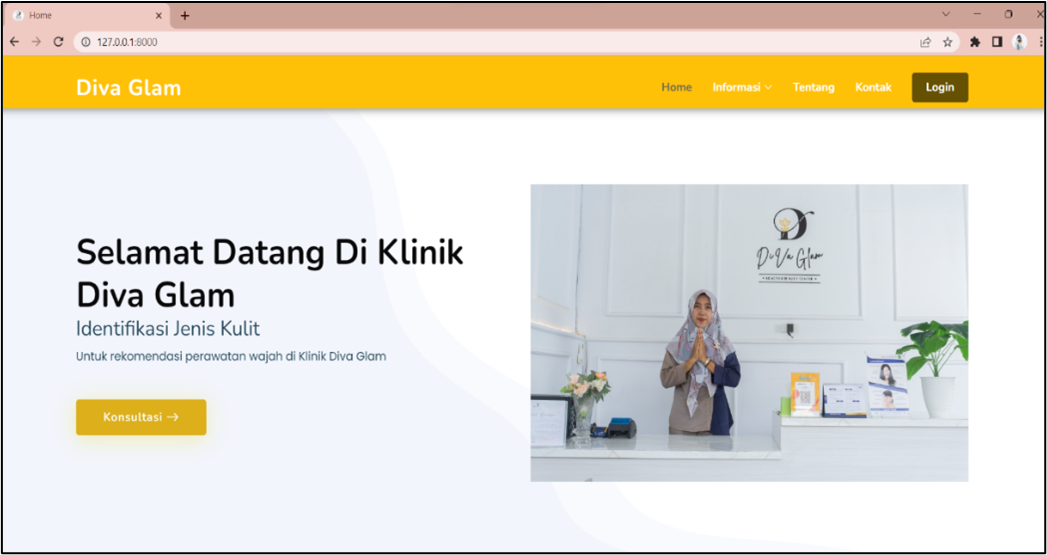 Home
127.0.0.1:8000
Diva Glam
Home
Informasi
Tentang
Kontak
Login
Selamat Datang Di Klinik
Diva Glam
Identifikasi Jenis Kulit
Untuk rekomendasi perawatan wajah di Klinik Diva Glam
Konsultasi →
DiVa Glam